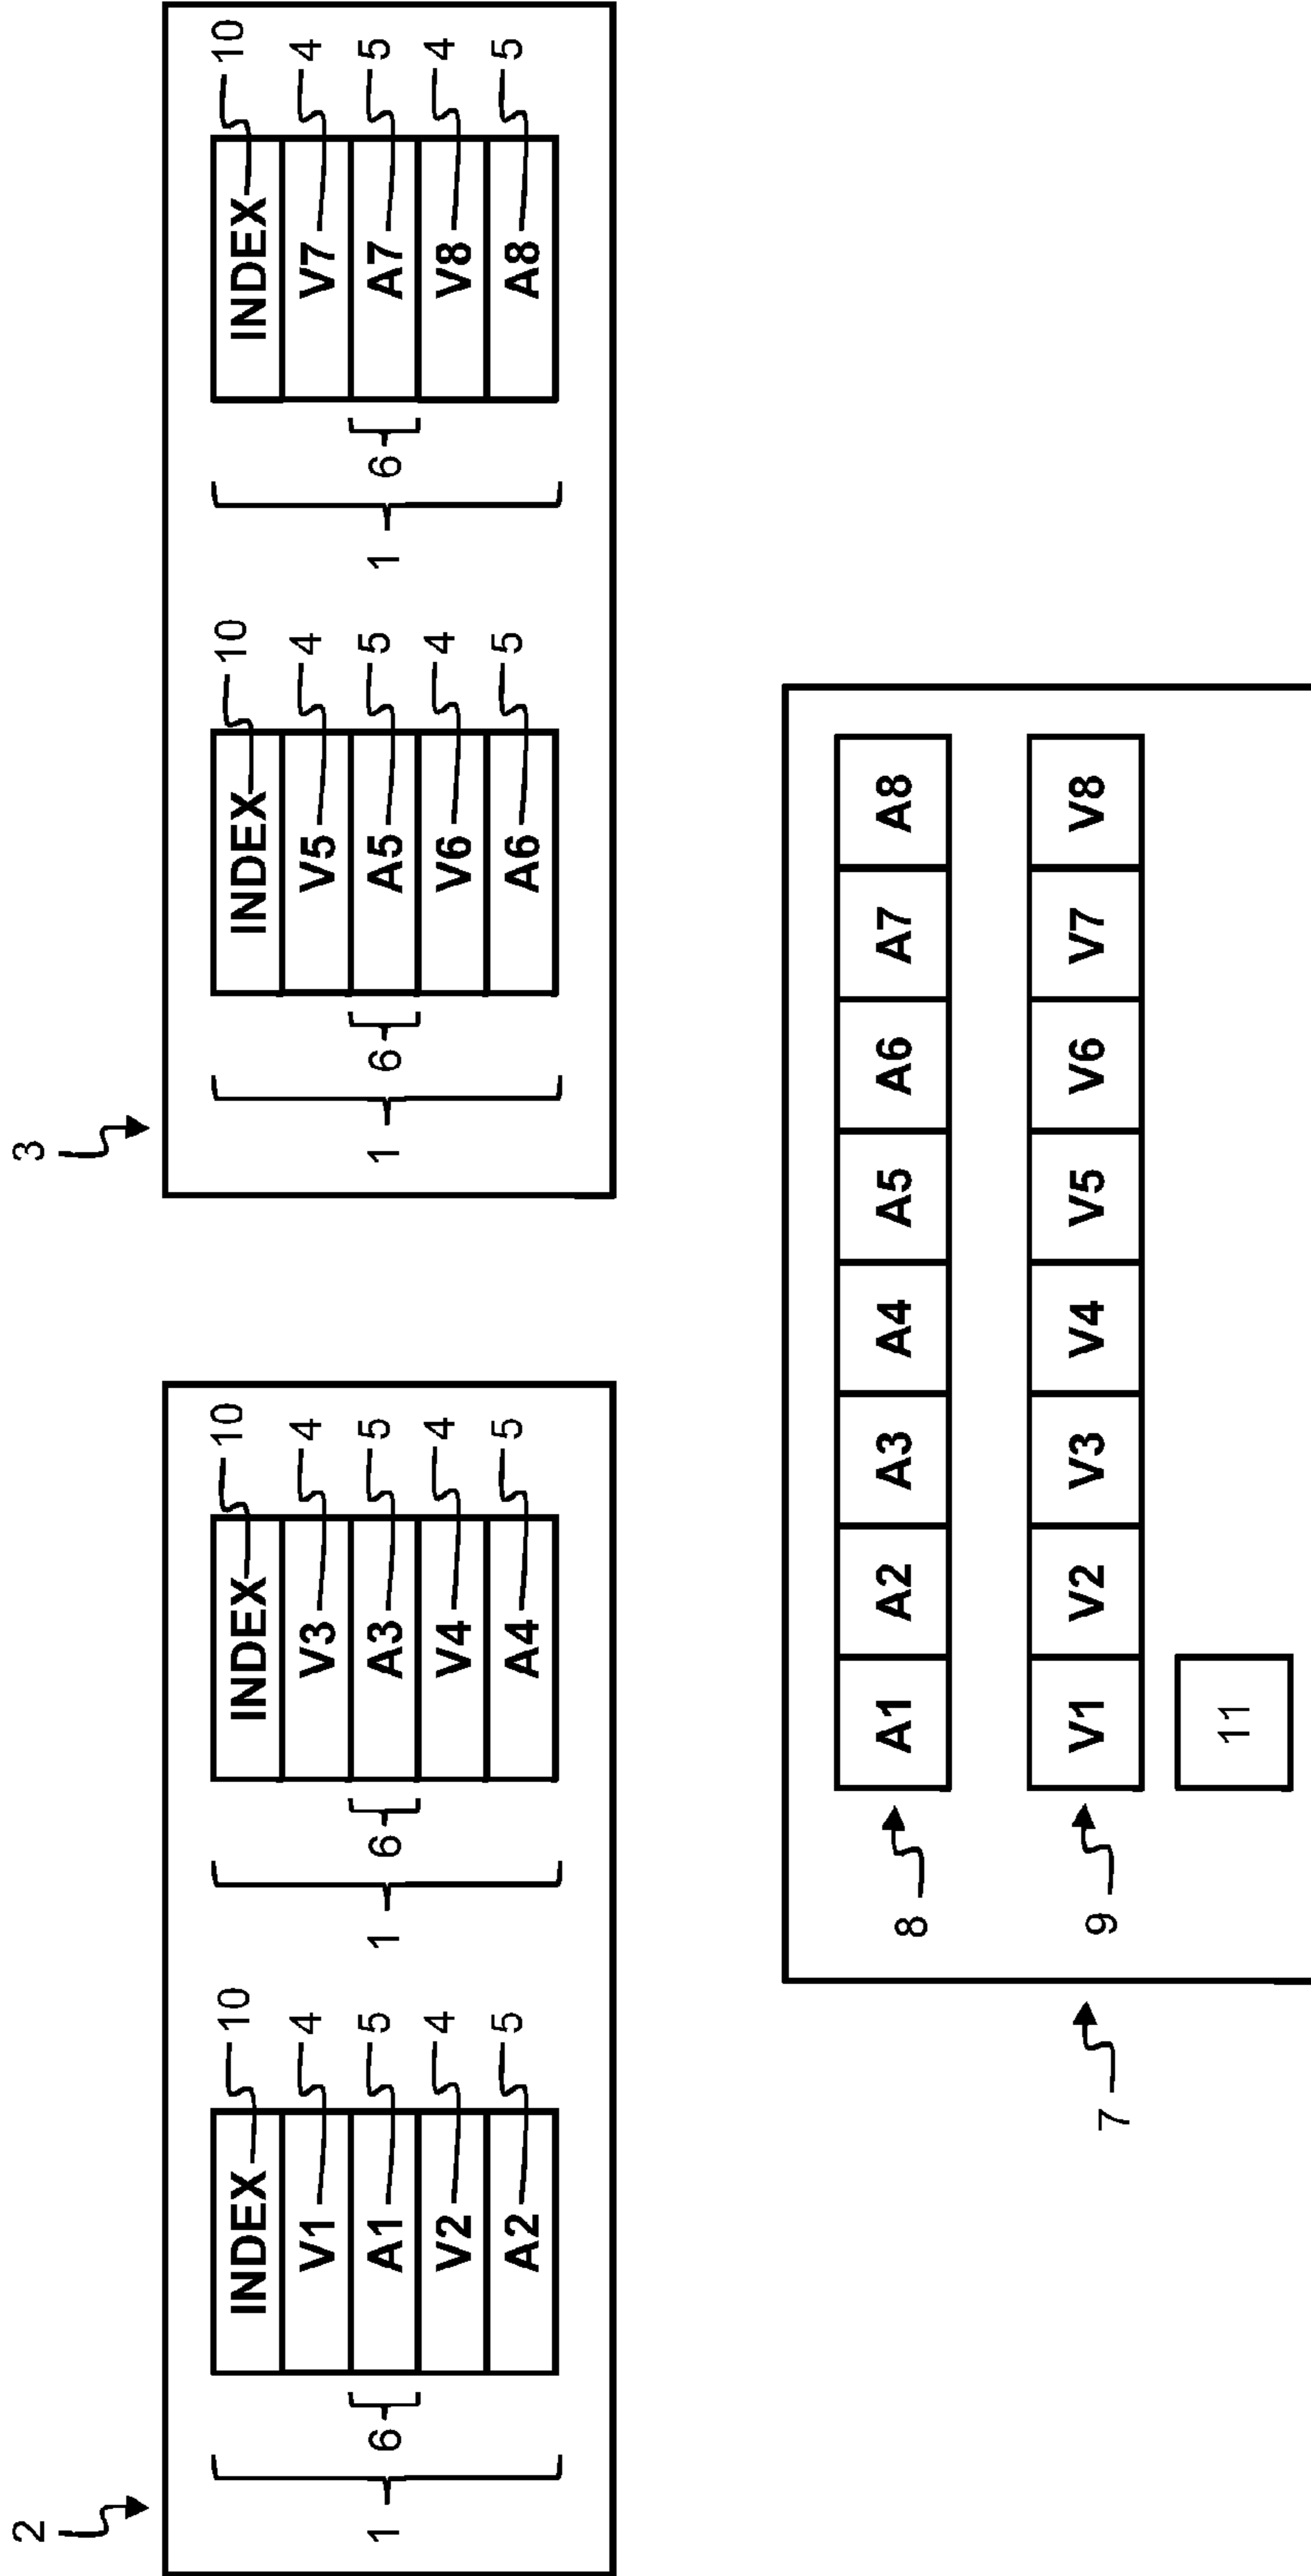 2 3
INDEX 10 INDEX 10 INDEX 10 INDEX 10
V1 4 V3 4 V5 4 V7 4
1 6 A1 5 1 6 A3 5 1 6 A5 5 1 6 A7 5
V2 4 V4 4 V6 4 V8 4
A2 5 A4 5 A6 5 A8 5
8 A1 A2 A3 A4 A5 A6 A7 A8
7 9 V1 V2 V3 V4 V5 V6 V7 V8
11